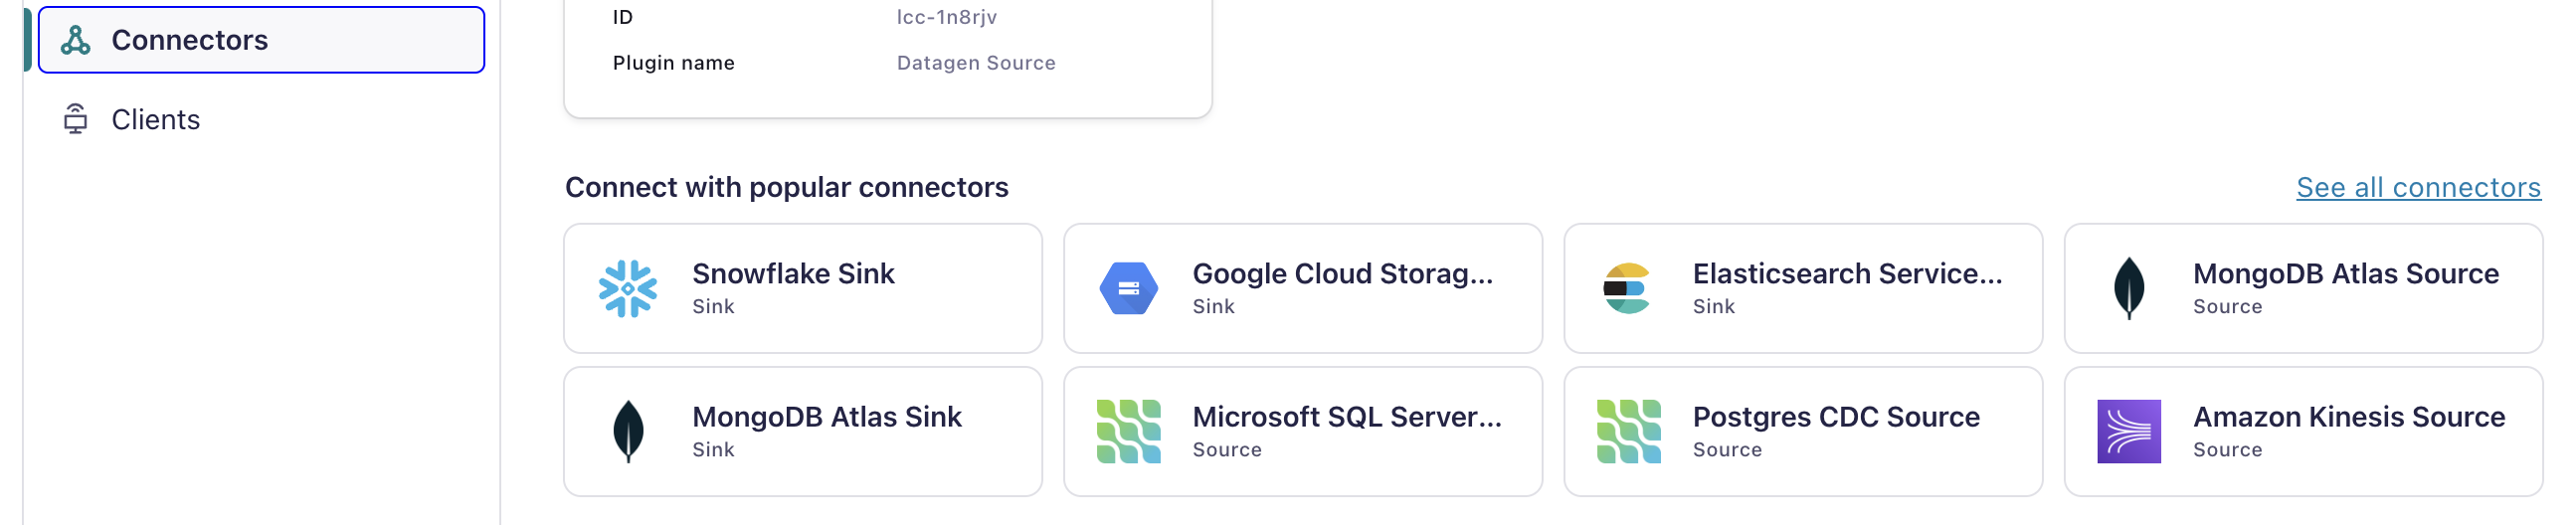 Connectors
Clients
ID lcc-1n8rjv
Plugin name Datagen Source
Connect with popular connectors See all connectors
Snowflake Sink
Sink
Google Cloud Storag...
Sink
Elasticsearch Service...
Sink
MongoDB Atlas Source
Source
MongoDB Atlas Sink
Sink
Microsoft SQL Server...
Source
Postgres CDC Source
Source
Amazon Kinesis Source
Source